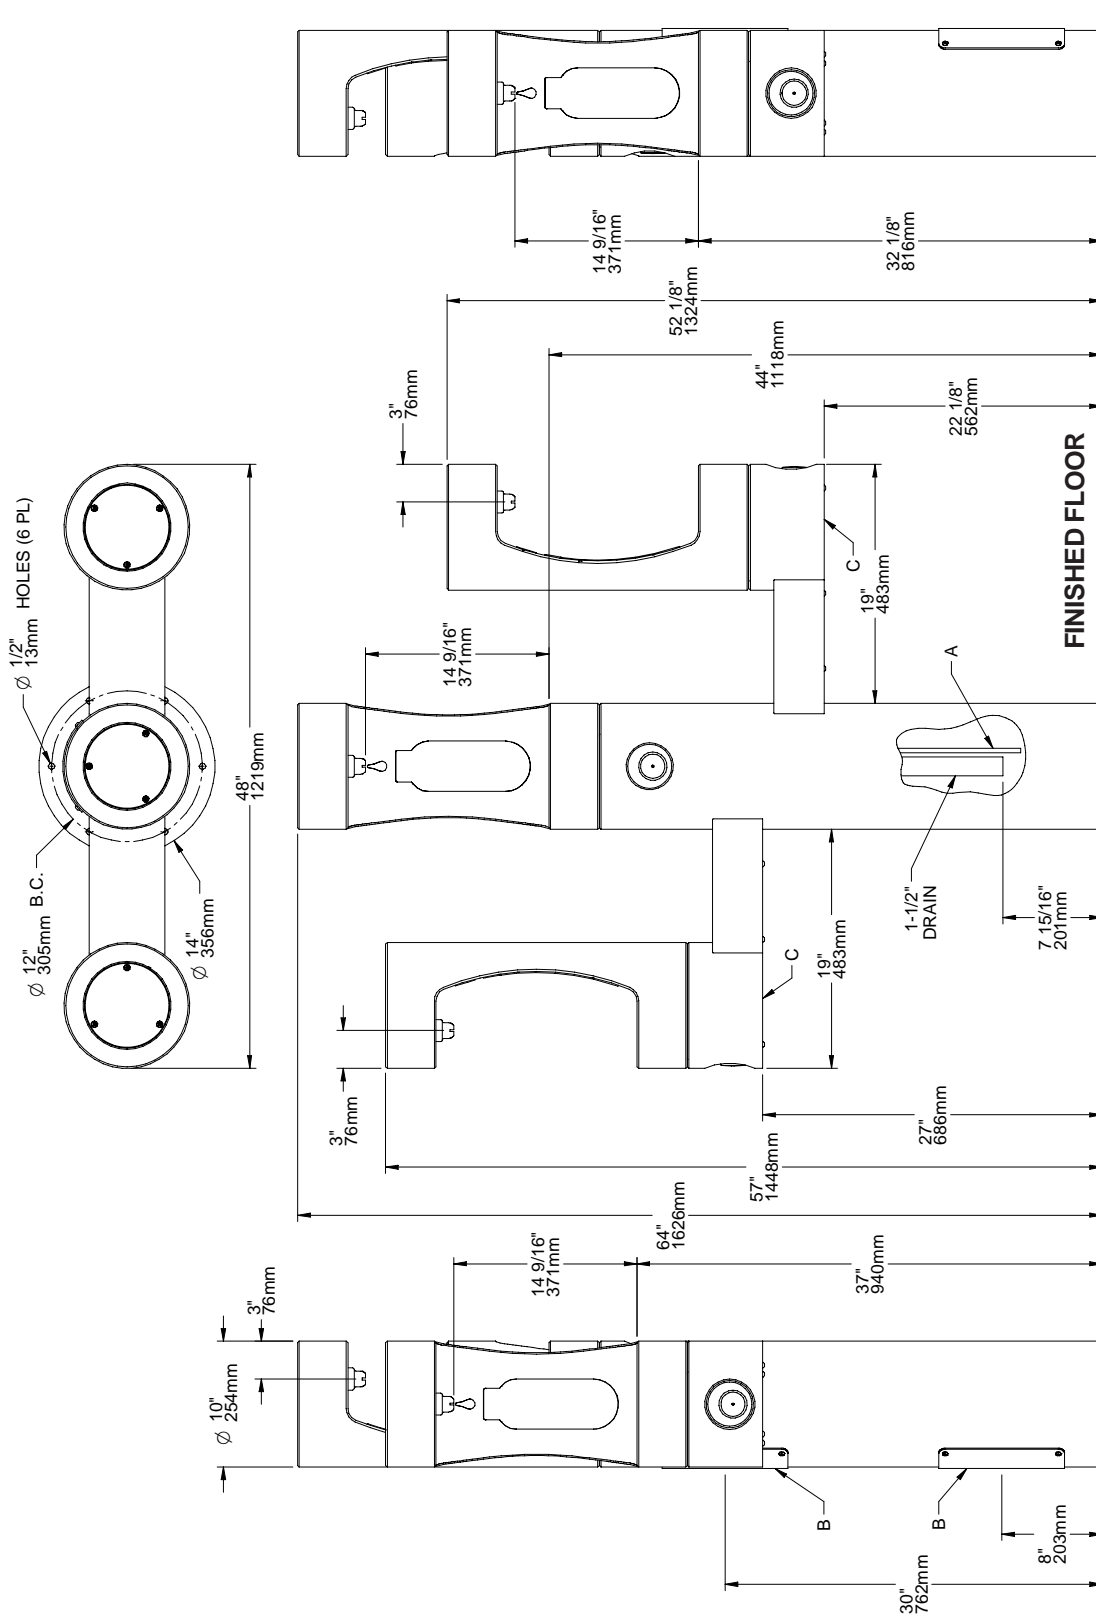 Ø 1/2"
13mm HOLES (6 PL)
Ø 12"
305mm B.C.
Ø 14"
356mm
48"
1219mm
Ø 10"
254mm
3"
76mm
14 9/16"
371mm
37"
940mm
B
B
30"
762mm
8"
203mm
64"
1626mm
57"
1448mm
3"
76mm
27"
686mm
C
19"
483mm
14 9/16"
371mm
1-1/2"
DRAIN
7 15/16"
201mm
A
3"
76mm
C
19"
483mm
22 1/8"
562mm
44"
1118mm
52 1/8"
1324mm
14 9/16"
371mm
32 1/8"
816mm
FINISHED FLOOR